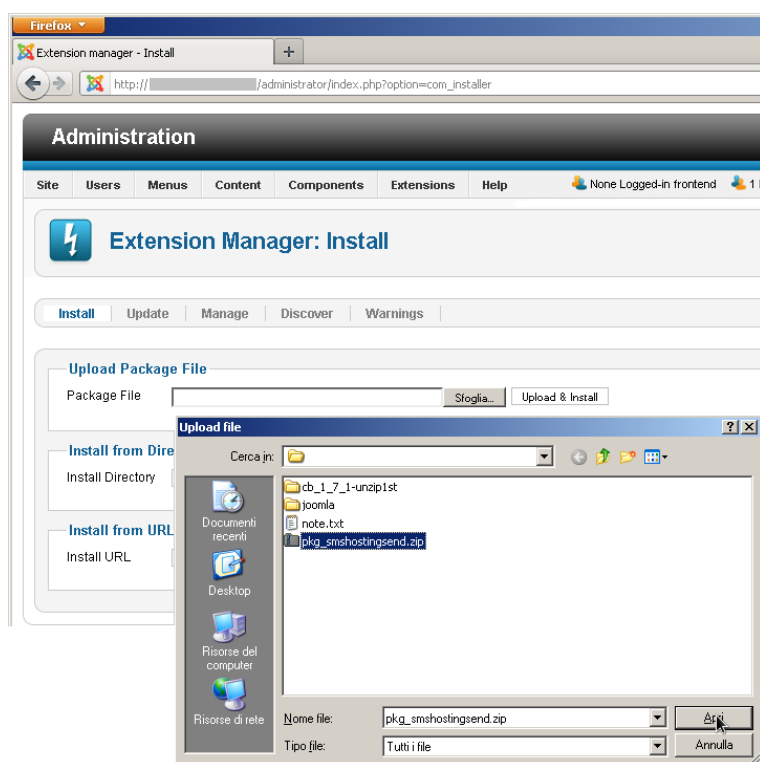 Firefox
Extension manager - Install
http:// /administrator/index.php?option=com_installer
Administration
Site Users Menus Content Components Extensions Help None Logged-in frontend 1
Extension Manager: Install
Install Update Manage Discover Warnings
Upload Package File
Package File Sfoglia... Upload & Install
Upload file
Install from Dire
Cerca in:
Install Directory
cb_1_7_1-unzip1st
joomla
note.txt
pkg_smshostingsend.zip
Documenti
recenti
Install from URL
Install URL
Desktop
Risorse del
computer
Risorse di rete
Nome file: pkg_smshostingsend.zip Apri
Tipo file: Tutti i file Annulla